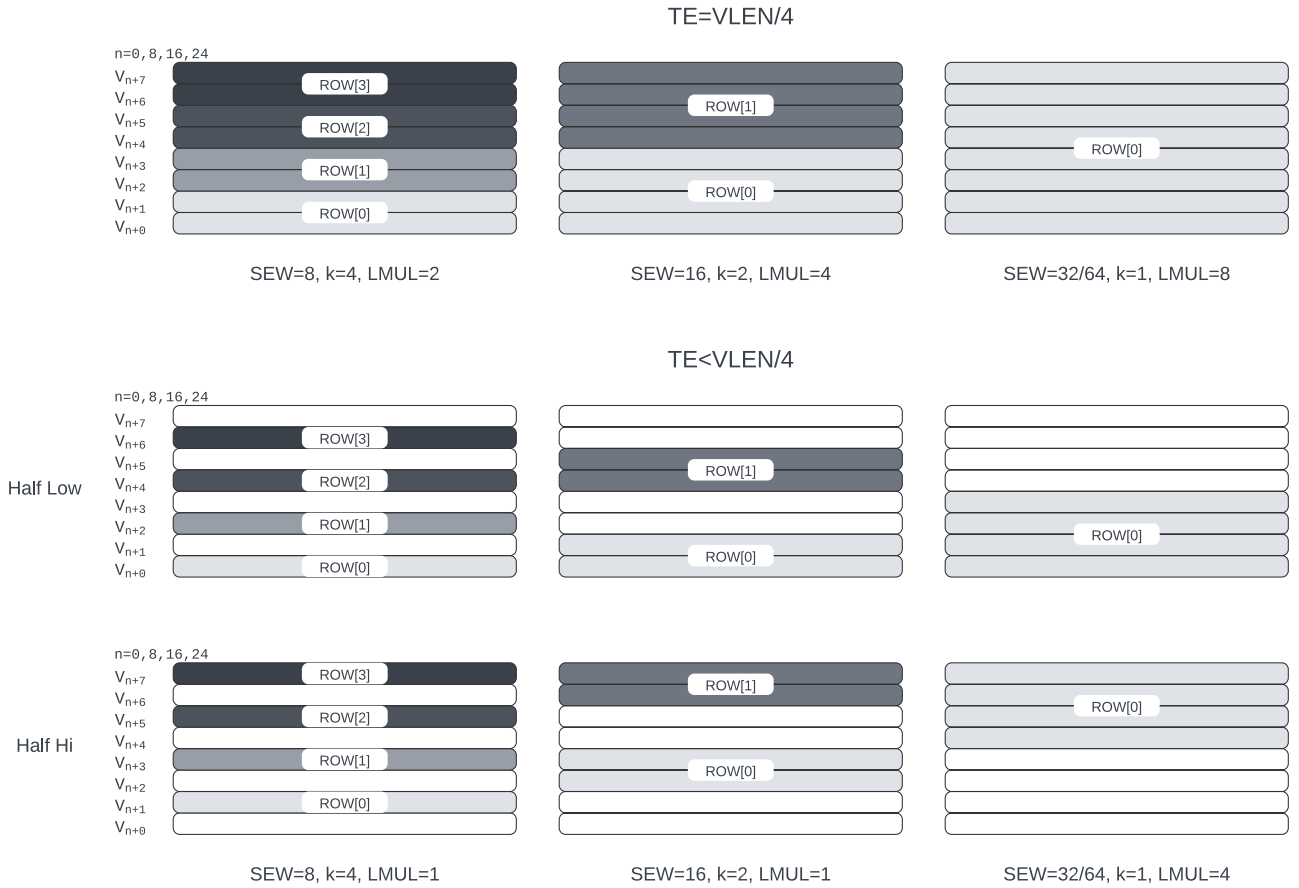 TE=VLEN/4
n=0,8,16,24
Vn+7
ROW[3]
Vn+6
Vn+5
ROW[2]
ROW[1]
Vn+4
Vn+3
ROW[1]
ROW[0]
Vn+2
Vn+1
ROW[0]
ROW[0]
Vn+0
SEW=8, k=4, LMUL=2
SEW=16, k=2, LMUL=4
SEW=32/64, k=1, LMUL=8
TE<VLEN/4
n=0,8,16,24
Vn+7
Vn+6
ROW[3]
Vn+5
ROW[1]
Vn+4
ROW[2]
Half Low
Vn+3
Vn+2
ROW[1]
ROW[0]
Vn+1
ROW[0]
Vn+0
ROW[0]
n=0,8,16,24
Vn+7
ROW[3]
ROW[1]
Vn+6
Vn+5
ROW[2]
ROW[0]
Half Hi
Vn+4
Vn+3
ROW[1]
ROW[0]
Vn+2
Vn+1
ROW[0]
Vn+0
SEW=8, k=4, LMUL=1
SEW=16, k=2, LMUL=1
SEW=32/64, k=1, LMUL=4